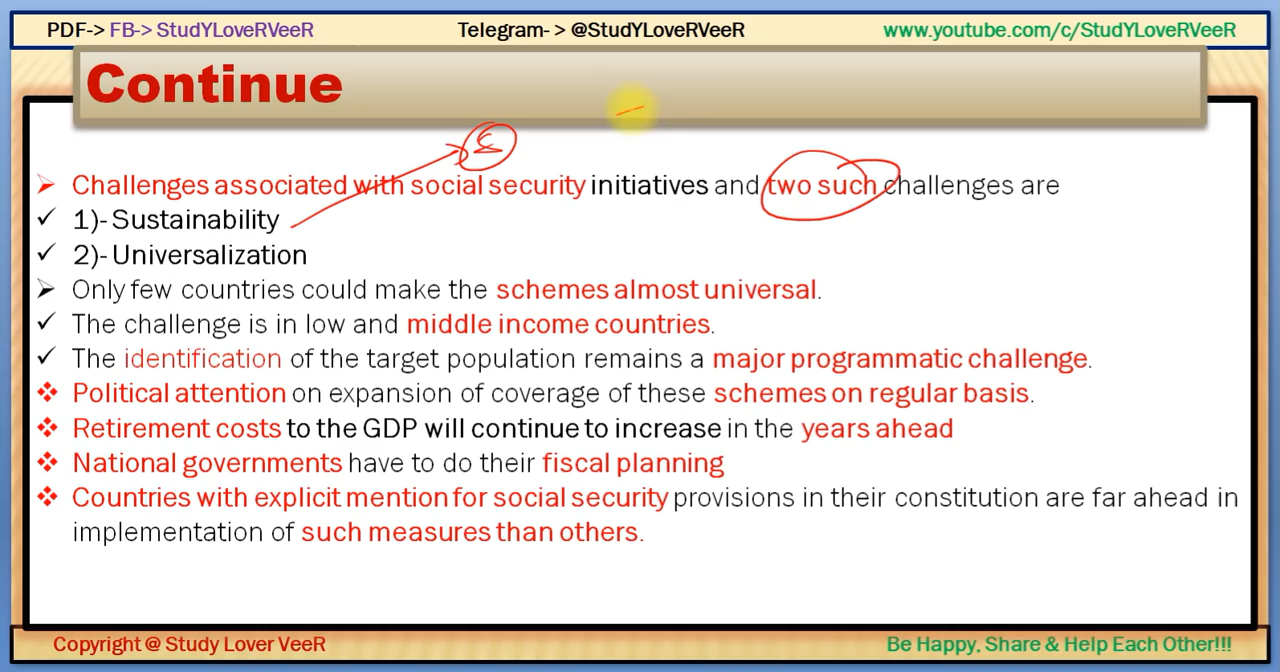 PDF-> FB-> StudYLoveRVeeR Telegram- > @StudYLoveRVeeR www.youtube.com/c/StudYLoveRVeeR
Continue
➢ Challenges associated with social security initiatives and two such challenges are
✓ 1)- Sustainability
✓ 2)- Universalization
➢ Only few countries could make the schemes almost universal.
✓ The challenge is in low and middle income countries.
✓ The identification of the target population remains a major programmatic challenge.
❖ Political attention on expansion of coverage of these schemes on regular basis.
❖ Retirement costs to the GDP will continue to increase in the years ahead
❖ National governments have to do their fiscal planning
❖ Countries with explicit mention for social security provisions in their constitution are far ahead in
implementation of such measures than others.
Copyright @ Study Lover VeeR Be Happy, Share & Help Each Other!!!